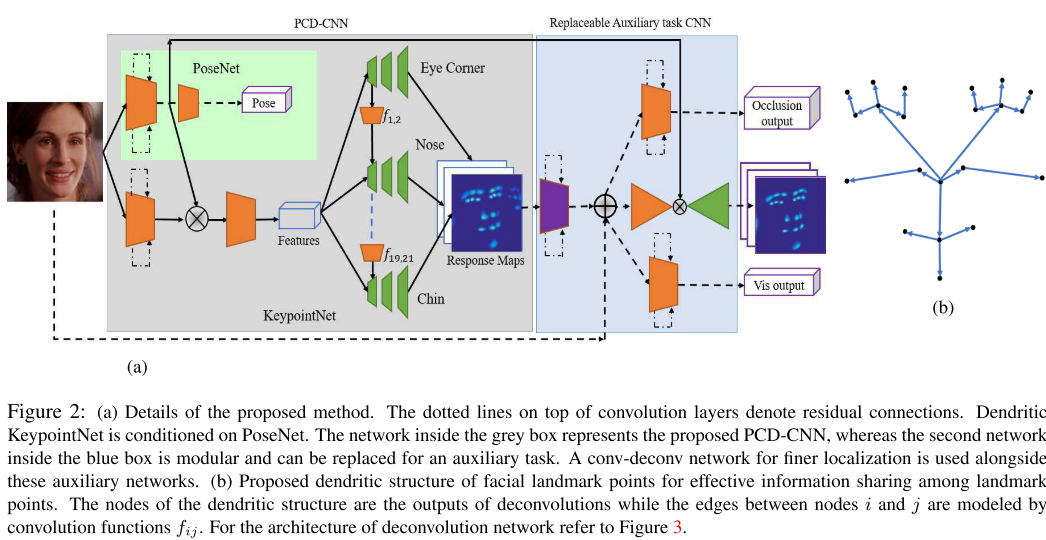 PCD-CNN
Replaceable Auxiliary task CNN
PoseNet
Pose
Eye Corner
f1,2
Nose
Features
f19,21
Response Maps
Chin
KeypointNet
Occlusion
output
Vis output
(a)
(b)
Figure 2: (a) Details of the proposed method. The dotted lines on top of convolution layers denote residual connections. Dendritic
KeypointNet is conditioned on PoseNet. The network inside the grey box represents the proposed PCD-CNN, whereas the second network
inside the blue box is modular and can be replaced for an auxiliary task. A conv-deconv network for finer localization is used alongside
these auxiliary networks. (b) Proposed dendritic structure of facial landmark points for effective information sharing among landmark
points. The nodes of the dendritic structure are the outputs of deconvolutions while the edges between nodes i and j are modeled by
convolution functions fij. For the architecture of deconvolution network refer to Figure 3.